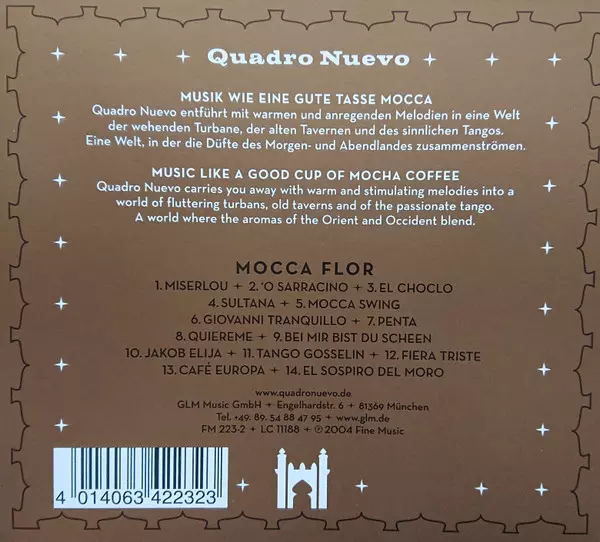 Quadro Nuevo
MUSIK WIE EINE GUTE TASSE MOCCA
Quadro Nuevo entführt mit warmen und anregenden Melodien in eine Welt
der wehenden Turbane, der alten Tavernen und des sinnlichen Tangos.
Eine Welt, in der die Düfte des Morgen- und Abendlandes zusammenströmen.
MUSIC LIKE A GOOD CUP OF MOCHA COFFEE
Quadro Nuevo carries you away with warm and stimulating melodies into a
world of fluttering turbans, old taverns and of the passionate tango.
A world where the aromas of the Orient and Occident blend.
MOCCA FLOR
1. MISERLOU + 2. 'O SARRACINO + 3. EL CHOCLO
4. SULTANA + 5. MOCCA SWING
6. GIOVANNI TRANQUILLO + 7. PENTA
8. QUIEREME + 9. BEI MIR BIST DU SCHEEN
10. JAKOB ELIJA + 11. TANGO GOSSELIN + 12. FIERA TRISTE
13. CAFÉ EUROPA + 14. EL SOSPIRO DEL MORO
www.quadronuevo.de
GLM Music GmbH + Engelhardstr. 6 + 81369 München
Tel. +49. 89. 54 88 47 95 + www.glm.de
FM 223-2 + LC 11188 + ℗ 2004 Fine Music
4 014063 422323